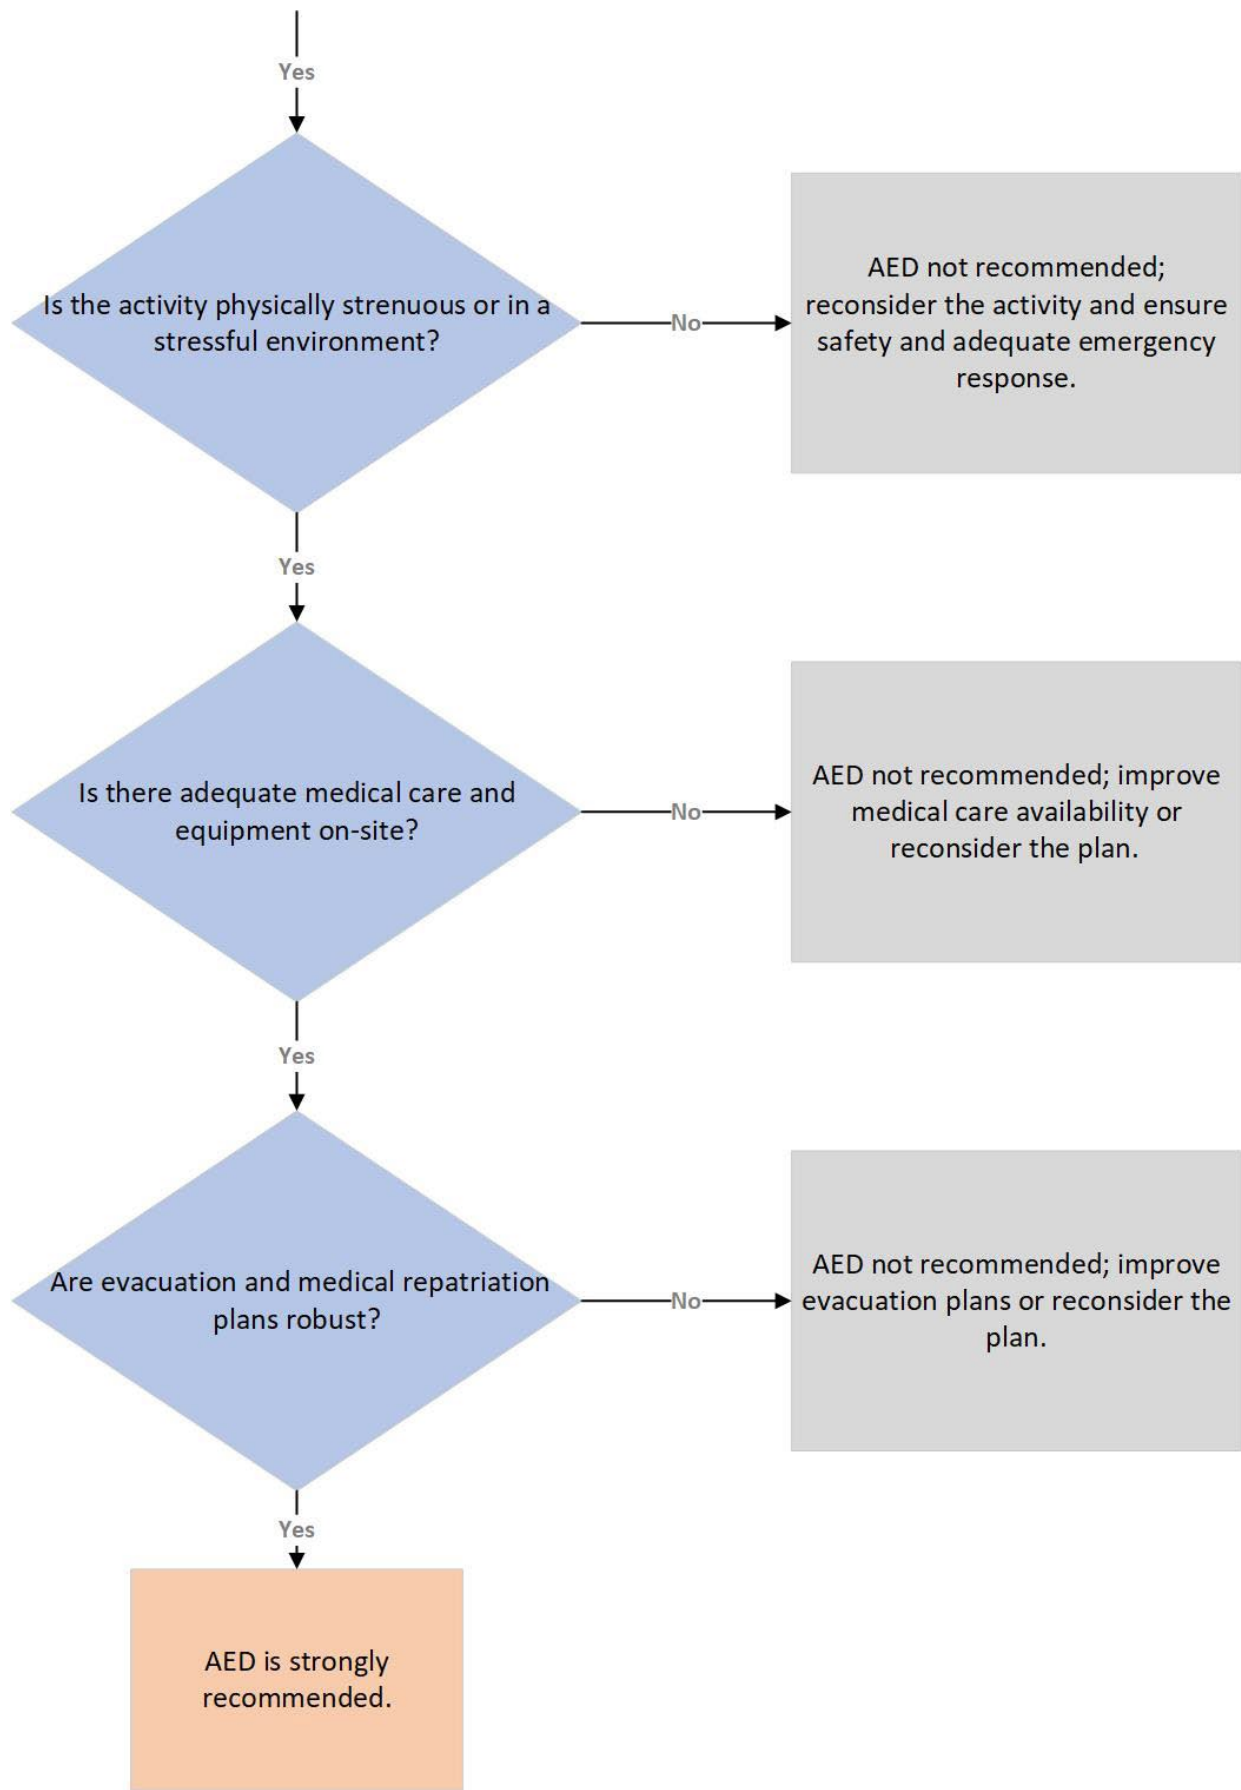 Yes
Is the activity physically strenuous or in a
stressful environment?
No
AED not recommended;
reconsider the activity and ensure
safety and adequate emergency
response.
Yes
Is there adequate medical care and
equipment on-site?
No
AED not recommended; improve
medical care availability or
reconsider the plan.
Yes
Are evacuation and medical repatriation
plans robust?
No
AED not recommended; improve
evacuation plans or reconsider the
plan.
Yes
AED is strongly
recommended.